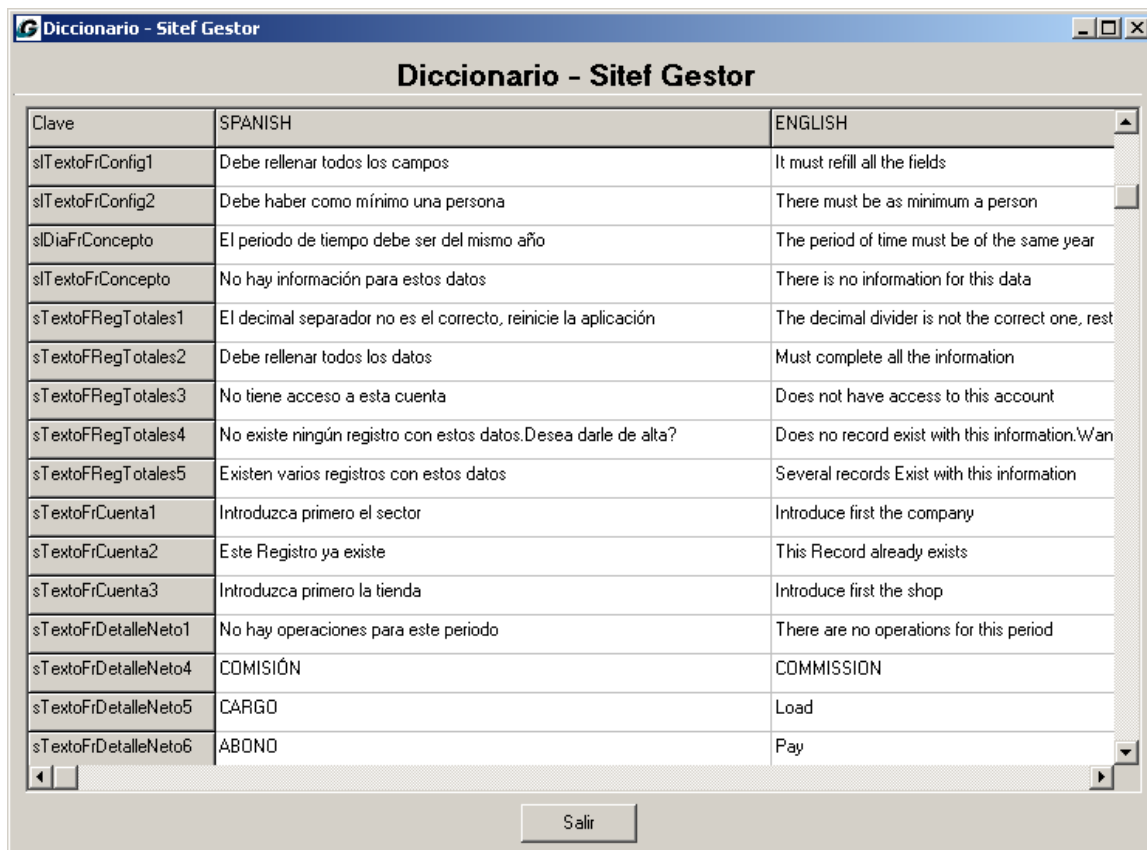 Diccionario - Sitef Gestor
Diccionario - Sitef Gestor
Clave SPANISH ENGLISH
slTextoFrConfig1 Debe rellenar todos los campos It must refill all the fields
slTextoFrConfig2 Debe haber como mínimo una persona There must be as minimum a person
slDiaFrConcepto El periodo de tiempo debe ser del mismo año The period of time must be of the same year
slTextoFrConcepto No hay información para estos datos There is no information for this data
sTextoFRegTotales1 El decimal separador no es el correcto, reinicie la aplicación The decimal divider is not the correct one, rest
sTextoFRegTotales2 Debe rellenar todos los datos Must complete all the information
sTextoFRegTotales3 No tiene acceso a esta cuenta Does not have access to this account
sTextoFRegTotales4 No existe ningún registro con estos datos.Desea darle de alta? Does no record exist with this information.Wan
sTextoFRegTotales5 Existen varios registros con estos datos Several records Exist with this information
sTextoFrCuenta1 Introduzca primero el sector Introduce first the company
sTextoFrCuenta2 Este Registro ya existe This Record already exists
sTextoFrCuenta3 Introduzca primero la tienda Introduce first the shop
sTextoFrDetalleNeto1 No hay operaciones para este periodo There are no operations for this period
sTextoFrDetalleNeto4 COMISIÓN COMMISSION
sTextoFrDetalleNeto5 CARGO Load
sTextoFrDetalleNeto6 ABONO Pay
Salir